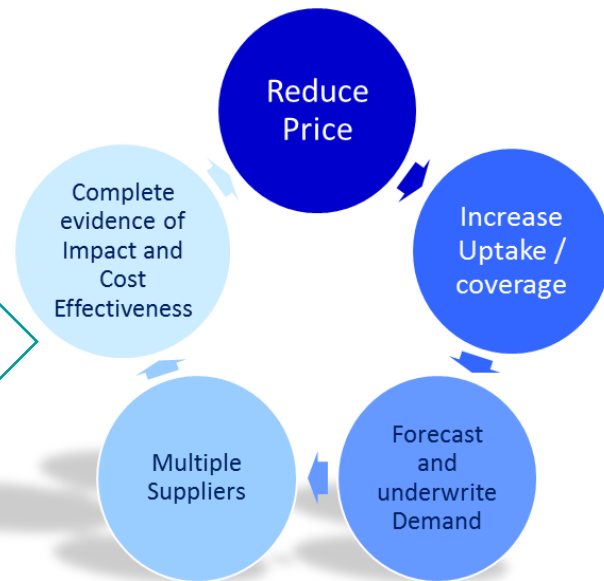 Reduce
Price
Increase
Uptake /
coverage
Forecast
and
underwrite
Demand
Multiple
Suppliers
Complete
evidence of
Impact and
Cost
Effectiveness